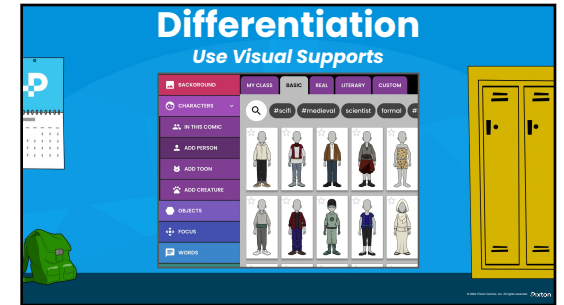 Differentiation
Use Visual Supports
BACKGROUND
MY CLASS
BASIC
REAL
LITERARY
CUSTOM
CHARACTERS
#scifi
#medieval
scientist
formal
#
IN THIS COMIC
ADD PERSON
ADD TOON
ADD CREATURE
OBJECTS
FOCUS
WORDS
Pixton